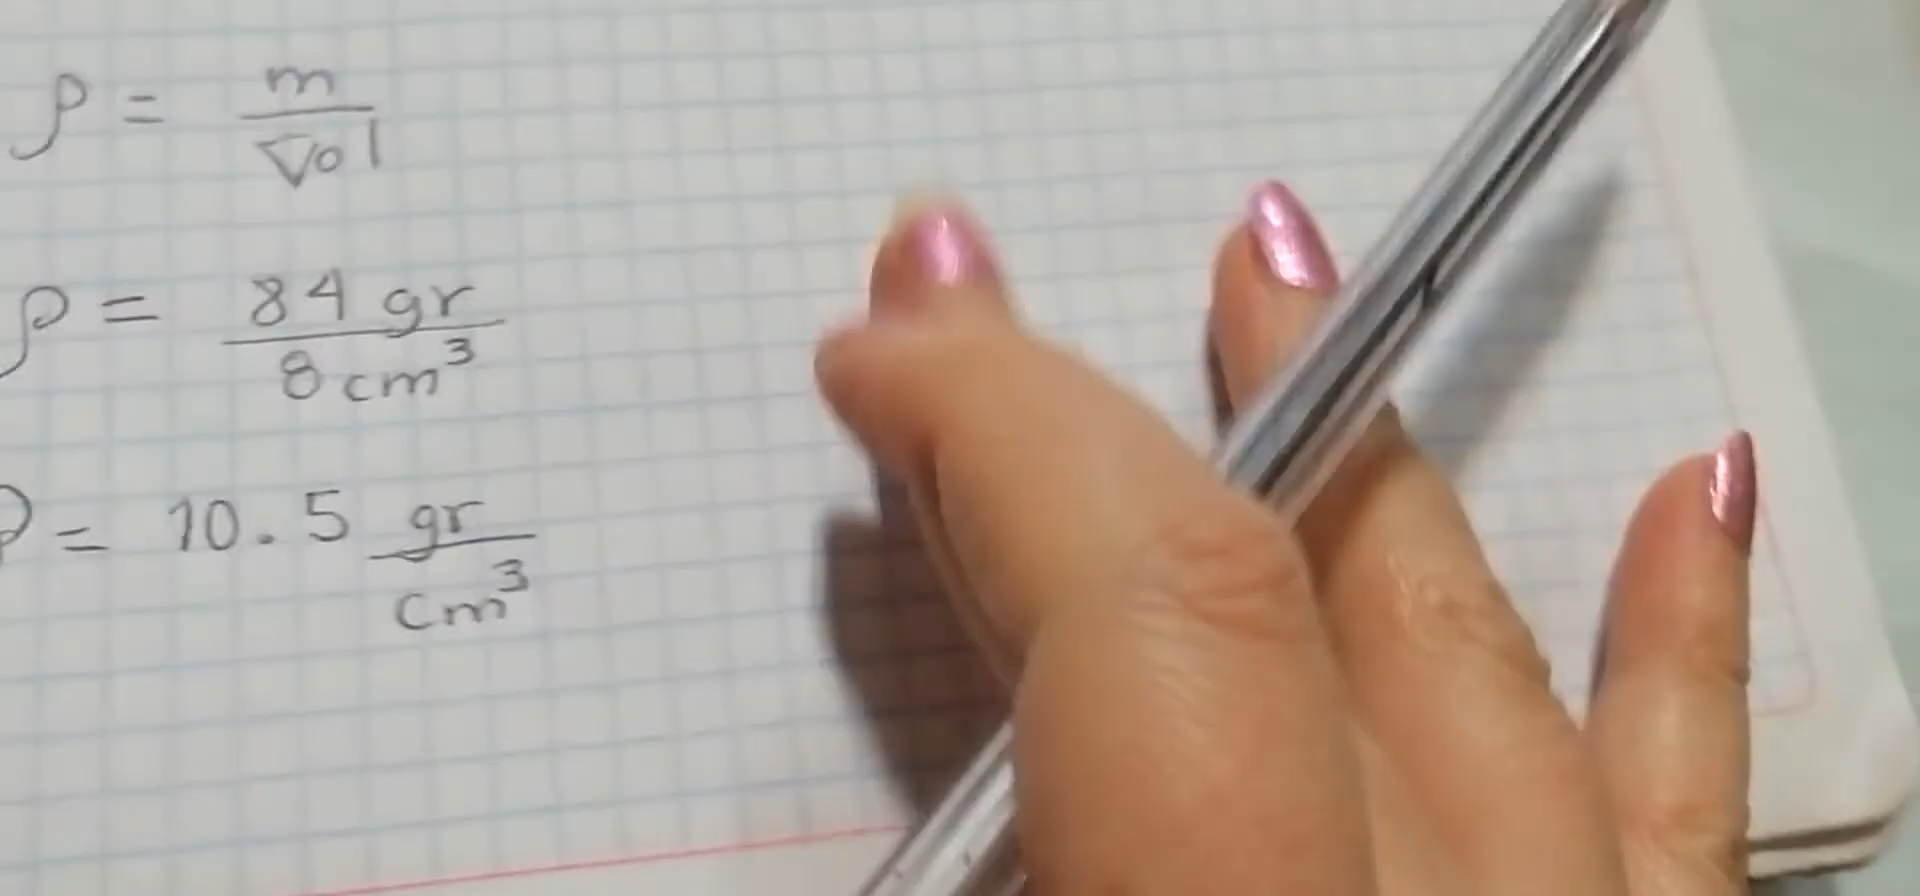 ρ = m / Vol
ρ = 84 gr / 8 cm³
ρ = 10.5 gr / cm³